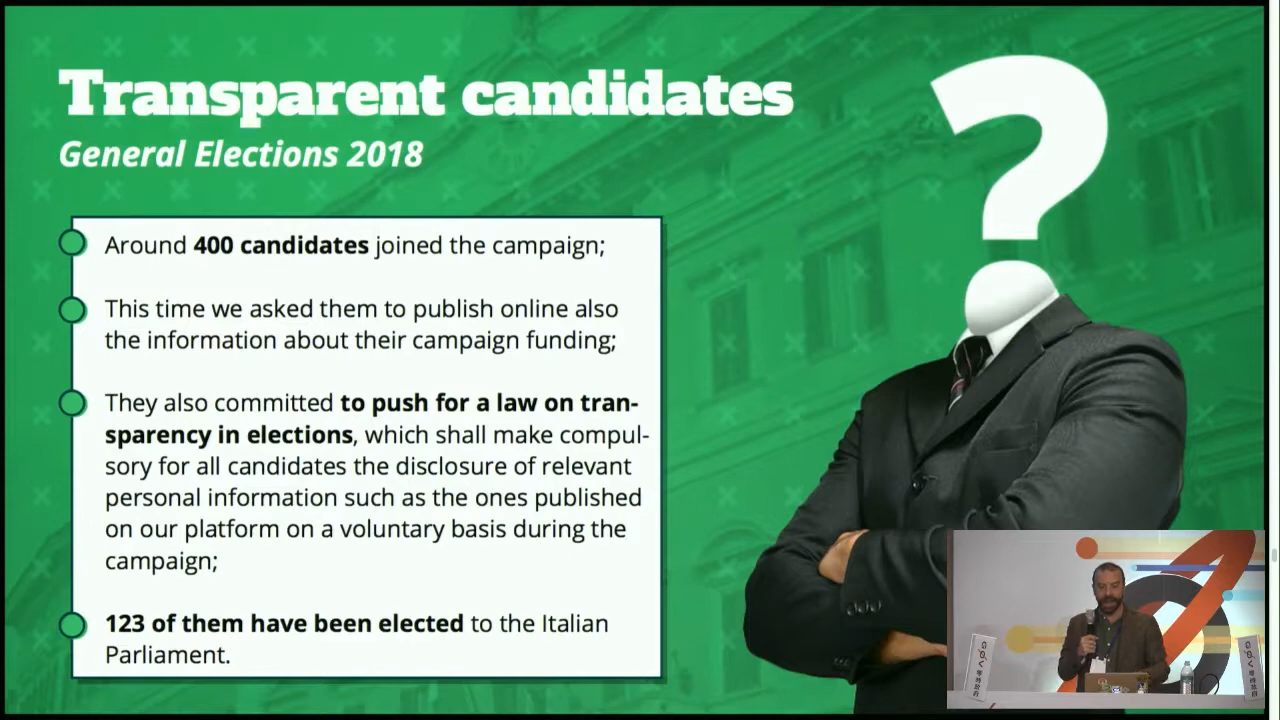 Transparent candidates
General Elections 2018
Around 400 candidates joined the campaign;
This time we asked them to publish online also
the information about their campaign funding;
They also committed to push for a law on tran-
sparency in elections, which shall make compul-
sory for all candidates the disclosure of relevant
personal information such as the ones published
on our platform on a voluntary basis during the
campaign;
123 of them have been elected to the Italian
Parliament.